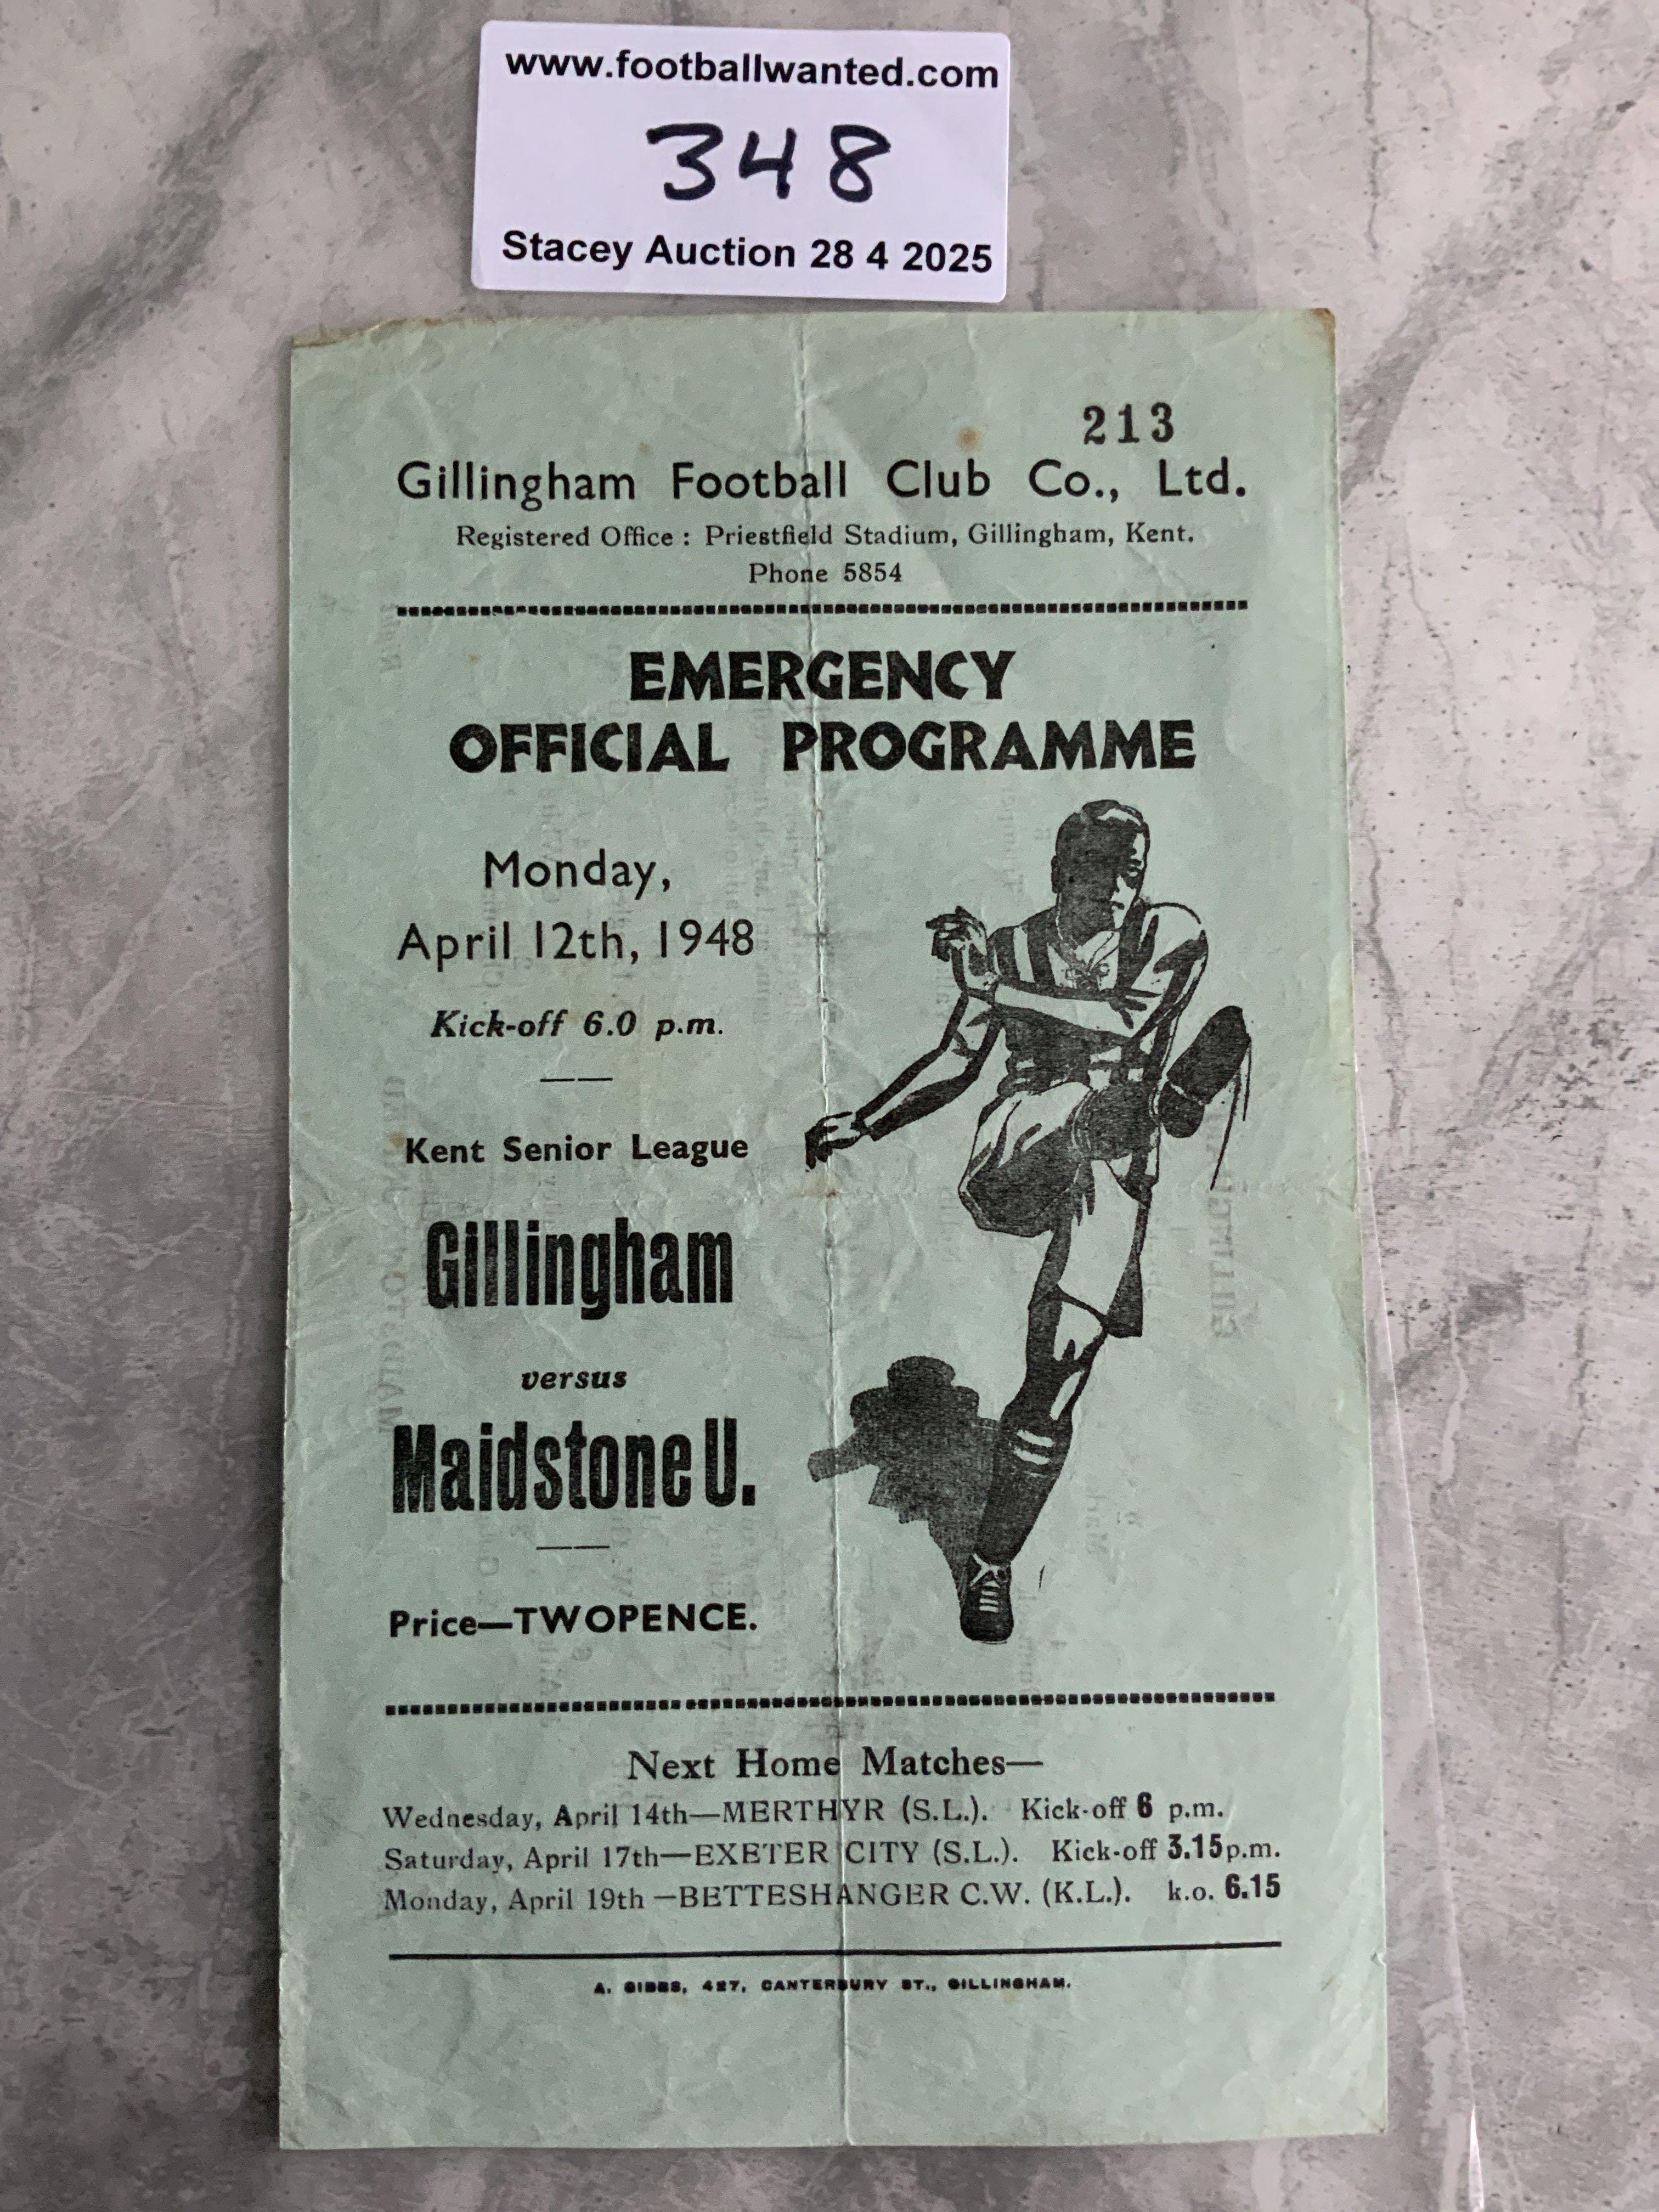 www.footballwanted.com
348
Stacey Auction 28 4 2025
213
Gillingham Football Club Co., Ltd.
Registered Office : Priestfield Stadium, Gillingham, Kent.
Phone 5854
EMERGENCY
OFFICIAL PROGRAMME
Monday,
April 12th, 1948
Kick-off 6.0 p.m.
Kent Senior League
Gillingham
versus
Maidstone U.
Price—TWOPENCE.
Next Home Matches—
Wednesday, April 14th—MERTHYR (S.L.). Kick-off 6 p.m.
Saturday, April 17th—EXETER CITY (S.L.). Kick-off 3.15 p.m.
Monday, April 19th —BETTESHANGER C.W. (K.L.). k.o. 6.15
A. GIBBS, 427, CANTERBURY ST., GILLINGHAM.